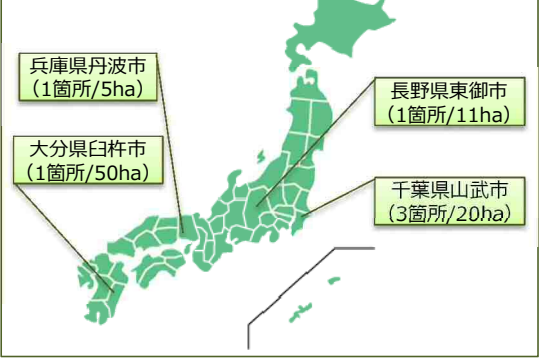 兵庫県丹波市
（1箇所/5ha）
長野県東御市
（1箇所/11ha）
大分県臼杵市
（1箇所/50ha）
千葉県山武市
（3箇所/20ha）